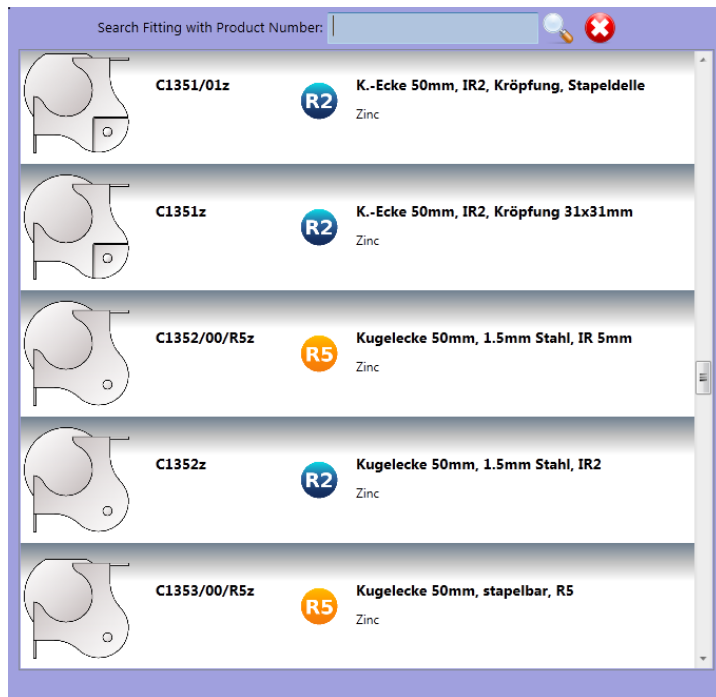 Search Fitting with Product Number:
C1351/01z R2 K.-Ecke 50mm, IR2, Kröpfung, Stapeldelle
Zinc
C1351z R2 K.-Ecke 50mm, IR2, Kröpfung 31x31mm
Zinc
C1352/00/R5z R5 Kugelecke 50mm, 1.5mm Stahl, IR 5mm
Zinc
C1352z R2 Kugelecke 50mm, 1.5mm Stahl, IR2
Zinc
C1353/00/R5z R5 Kugelecke 50mm, stapelbar, R5
Zinc